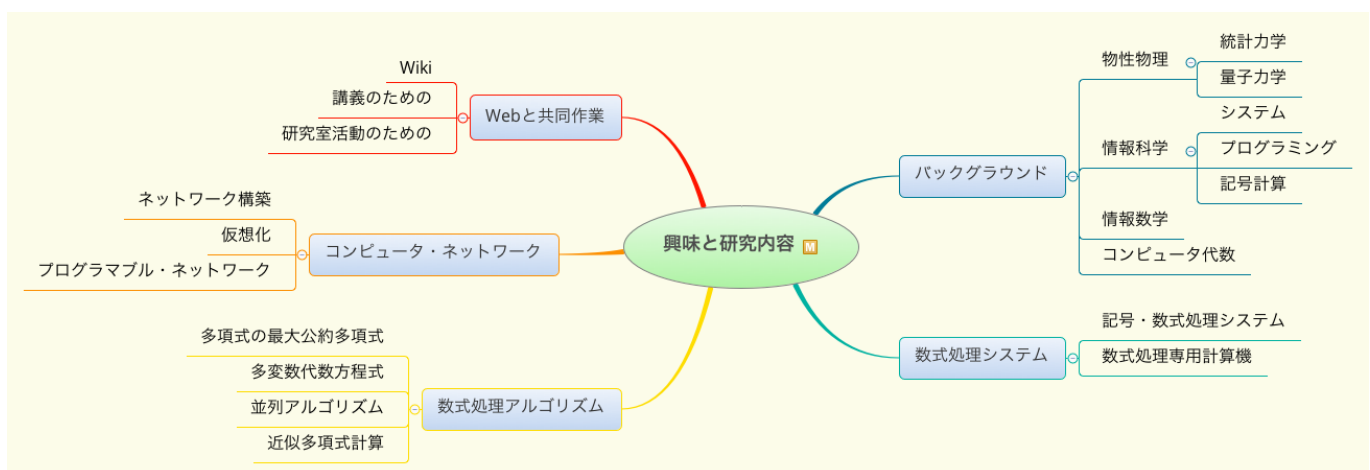 興味と研究内容 M
バックグラウンド
物性物理
統計力学
量子力学
情報科学
システム
プログラミング
記号計算
情報数学
コンピュータ代数
数式処理システム
記号・数式処理システム
数式処理専用計算機
Webと共同作業
Wiki
講義のための
研究室活動のための
コンピュータ・ネットワーク
ネットワーク構築
仮想化
プログラマブル・ネットワーク
数式処理アルゴリズム
多項式の最大公約多項式
多変数代数方程式
並列アルゴリズム
近似多項式計算